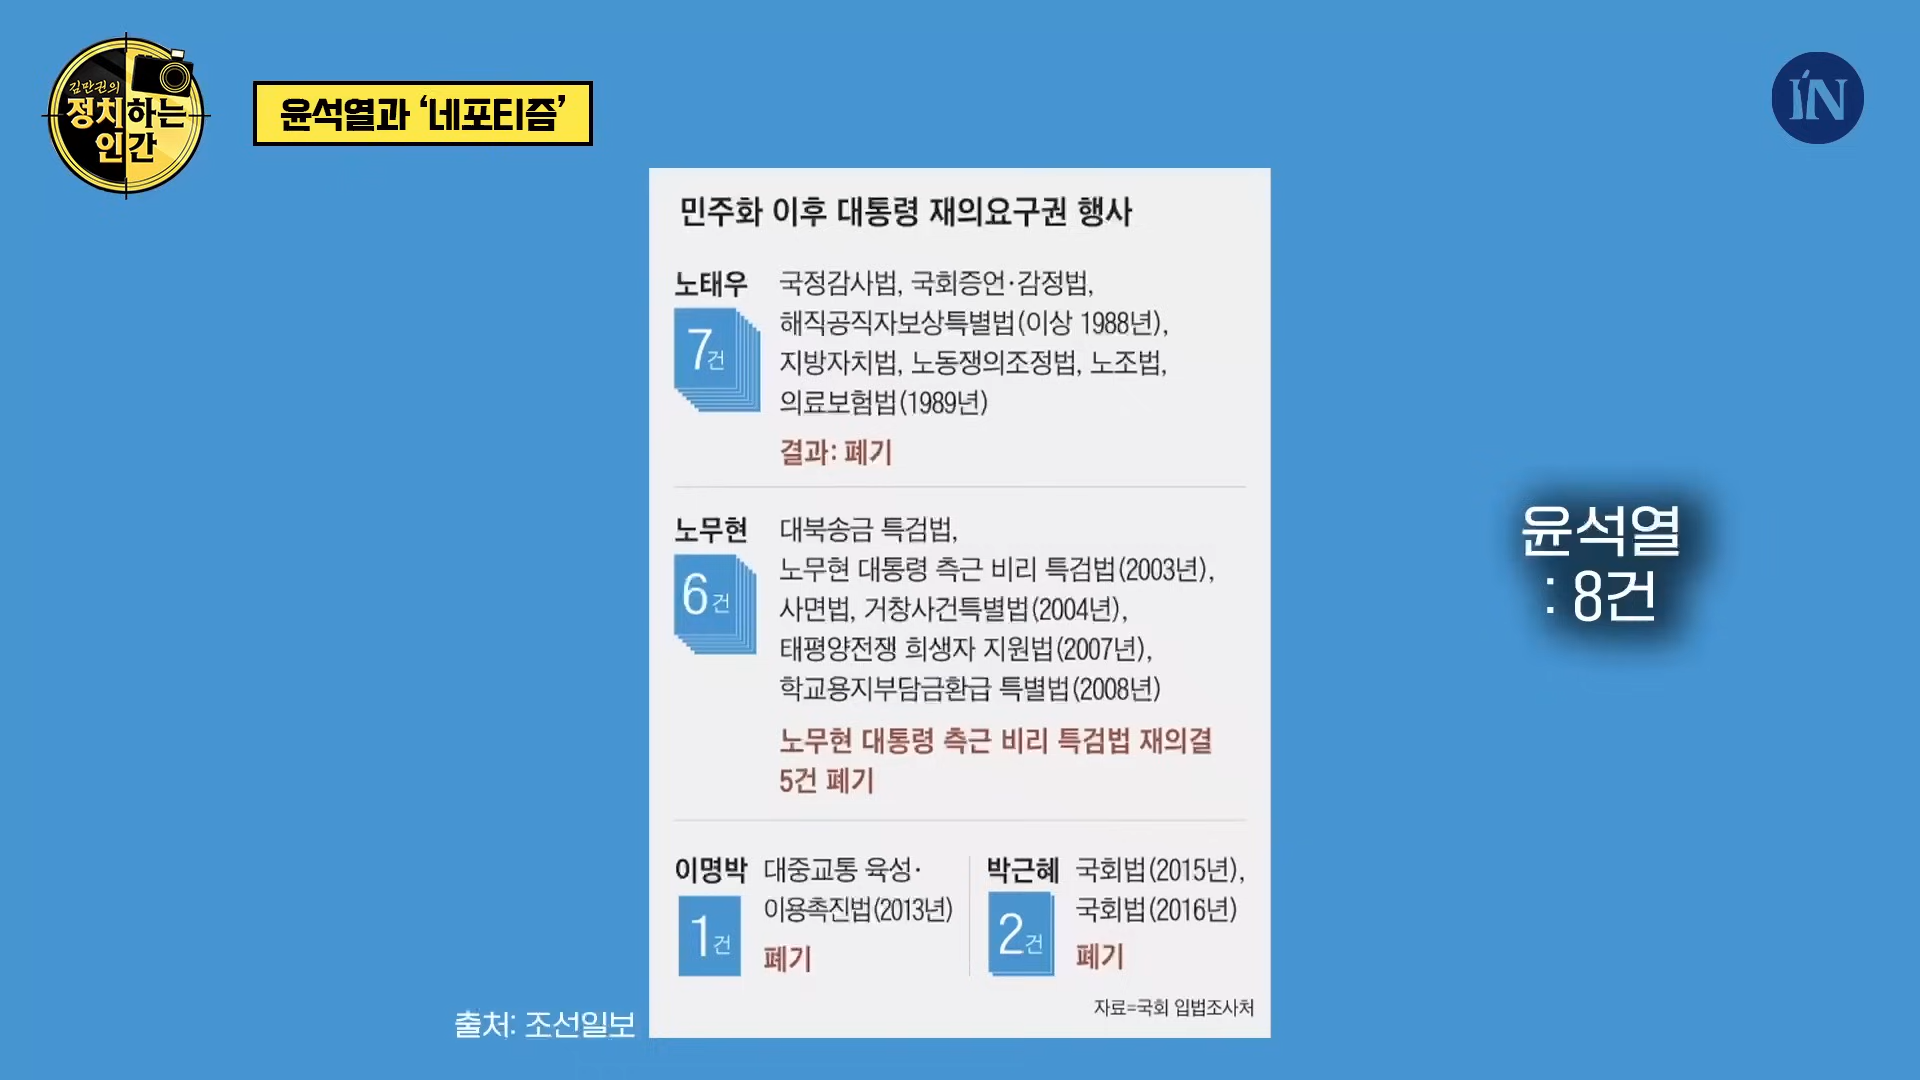 김만권의
정치하는
인간
윤석열과 ‘네포티즘’
iN
민주화 이후 대통령 재의요구권 행사
노태우
7건
국정감사법, 국회증언·감정법,
해직공직자보상특별법(이상 1988년),
지방자치법, 노동쟁의조정법, 노조법,
의료보험법(1989년)
결과: 폐기
노무현
6건
대북송금 특검법,
노무현 대통령 측근 비리 특검법(2003년),
사면법, 거창사건특별법(2004년),
태평양전쟁 희생자 지원법(2007년),
학교용지부담금환급 특별법(2008년)
노무현 대통령 측근 비리 특검법 재의결
5건 폐기
이명박
1건
대중교통 육성·
이용촉진법(2013년)
폐기
박근혜
2건
국회법(2015년),
국회법(2016년)
폐기
자료=국회 입법조사처
출처: 조선일보
윤석열
: 8건